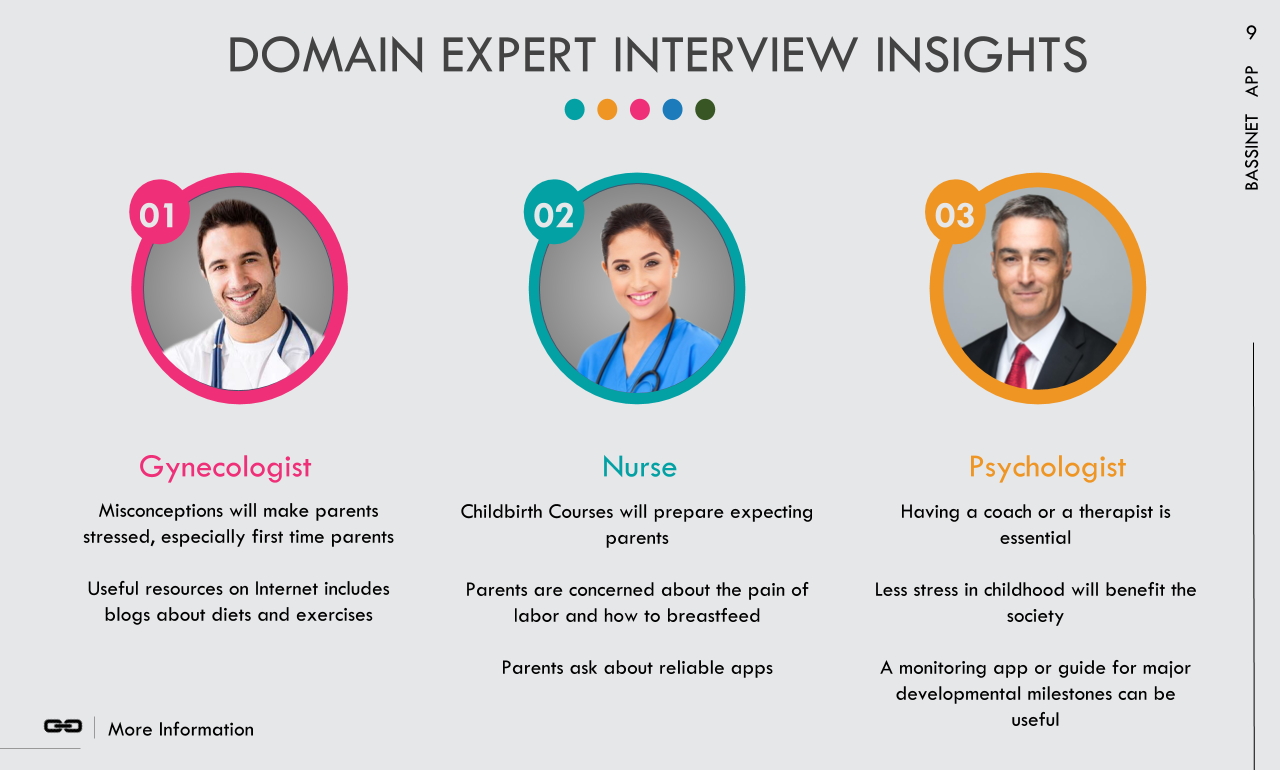 DOMAIN EXPERT INTERVIEW INSIGHTS
9
BASSINET APP
01
02
03
Gynecologist
Misconceptions will make parents
stressed, especially first time parents
Useful resources on Internet includes
blogs about diets and exercises
Nurse
Childbirth Courses will prepare expecting
parents
Parents are concerned about the pain of
labor and how to breastfeed
Parents ask about reliable apps
Psychologist
Having a coach or a therapist is
essential
Less stress in childhood will benefit the
society
A monitoring app or guide for major
developmental milestones can be
useful
More Information